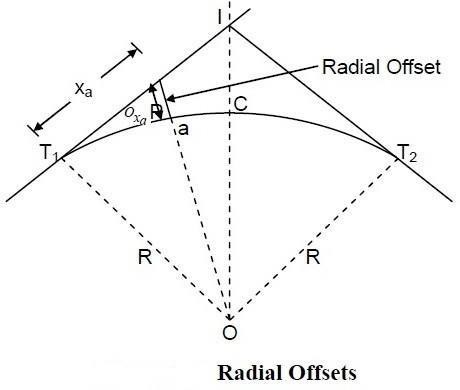 I
Radial Offset
xₐ
Oₓₐ P
C
a
T₁
T₂
R
R
O
Radial Offsets